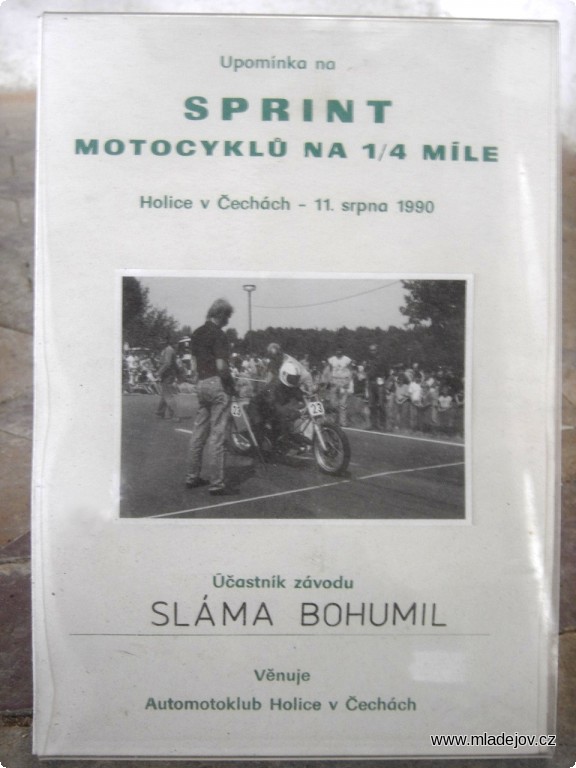 Upomínka na
SPRINT
MOTOCYKLŮ NA 1/4 MÍLE
Holice v Čechách - 11. srpna 1990
23
Účastník závodu
SLÁMA BOHUMIL
Věnuje
Automotoklub Holice v Čechách
www.mladejov.cz